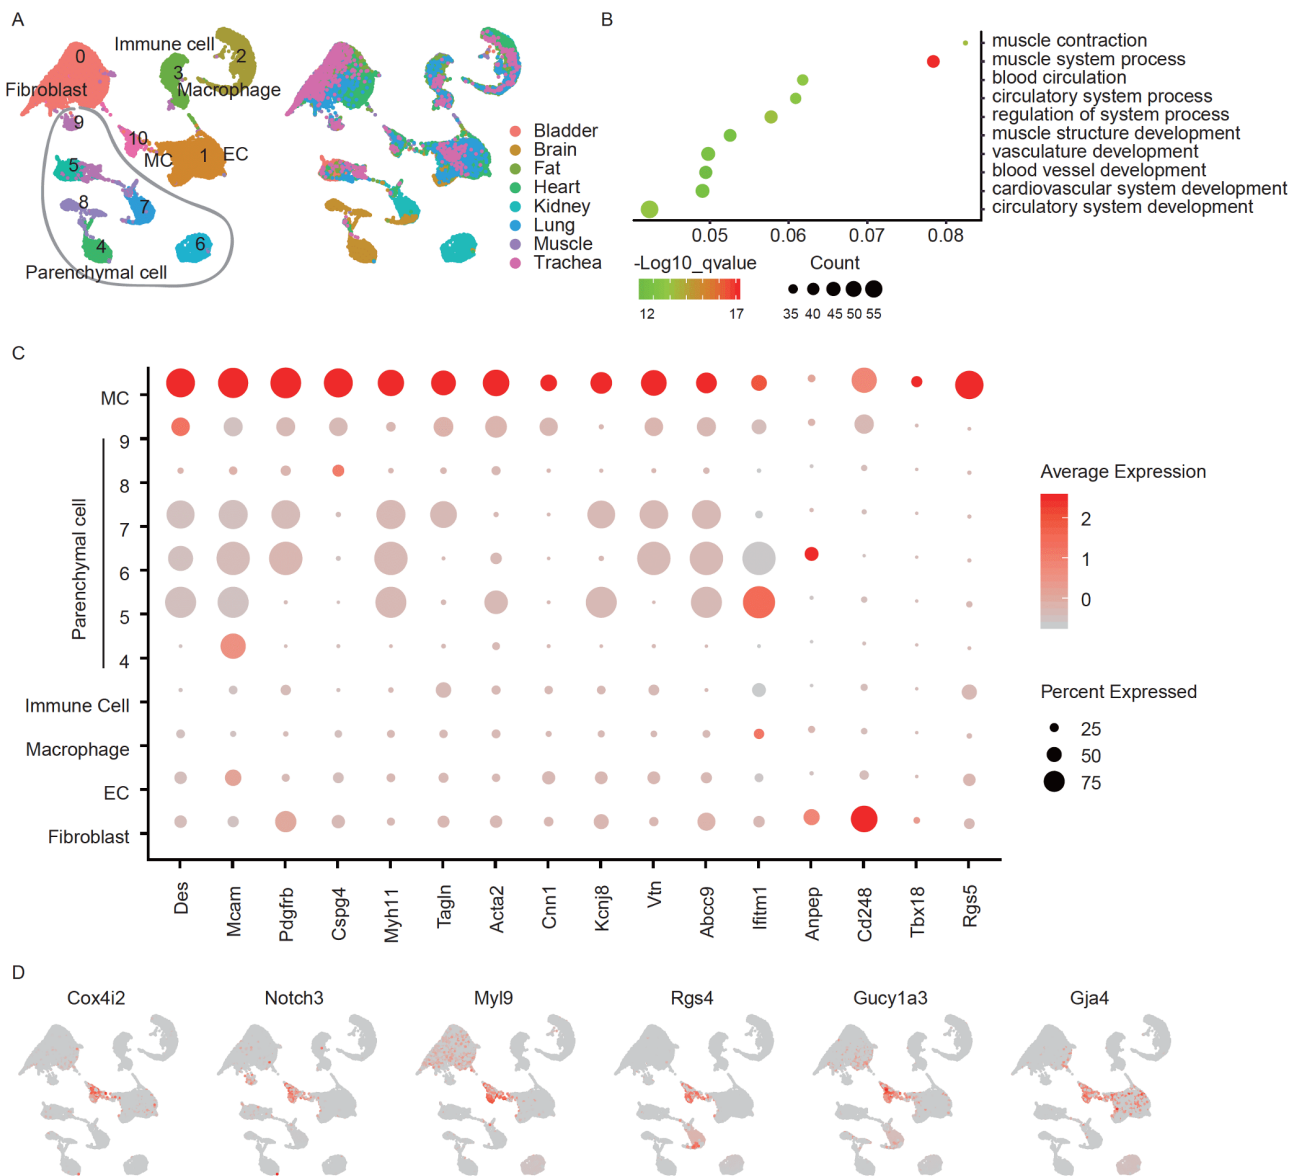 A
Immune cell
0
2
3
Fibroblast
Macrophage
9
10
MC
1
EC
5
8
7
4
6
Parenchymal cell
Bladder
Brain
Fat
Heart
Kidney
Lung
Muscle
Trachea
B
muscle contraction
muscle system process
blood circulation
circulatory system process
regulation of system process
muscle structure development
vasculature development
blood vessel development
cardiovascular system development
circulatory system development
0.05 0.06 0.07 0.08
-Log10_qvalue
12 17
Count
35 40 45 50 55
C
MC
9
8
7
6
5
4
Parenchymal cell
Immune Cell
Macrophage
EC
Fibroblast
Des Mcam Pdgfrb Cspg4 Myh11 Tagln Acta2 Cnn1 Kcnj8 Vtn Abcc9 Ifitm1 Anpep Cd248 Tbx18 Rgs5
Average Expression
2
1
0
Percent Expressed
25
50
75
D
Cox4i2 Notch3 Myl9 Rgs4 Gucy1a3 Gja4